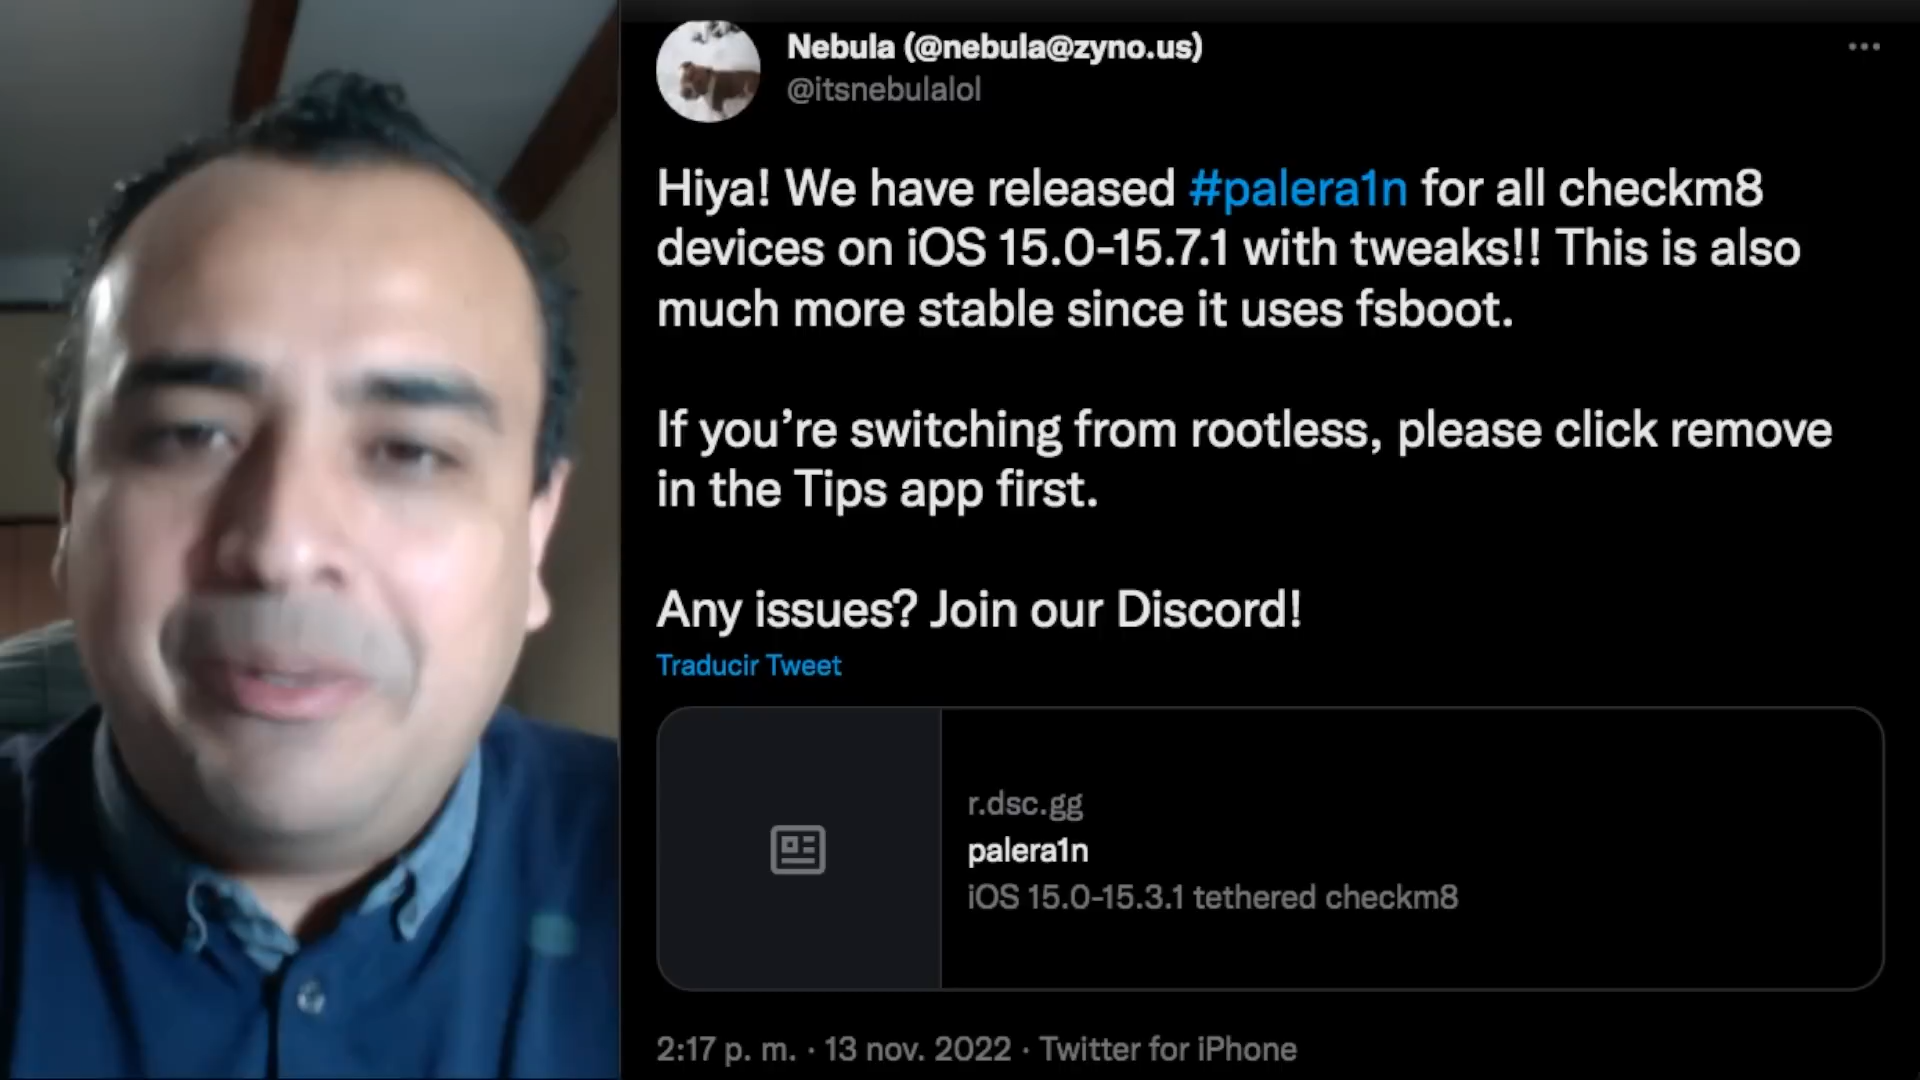 Nebula (@nebula@zyno.us)
@itsnebulalol
Hiya! We have released #palera1n for all checkm8
devices on iOS 15.0-15.7.1 with tweaks!! This is also
much more stable since it uses fsboot.
If you’re switching from rootless, please click remove
in the Tips app first.
Any issues? Join our Discord!
Traducir Tweet
r.dsc.gg
palera1n
iOS 15.0-15.3.1 tethered checkm8
2:17 p. m. · 13 nov. 2022 · Twitter for iPhone